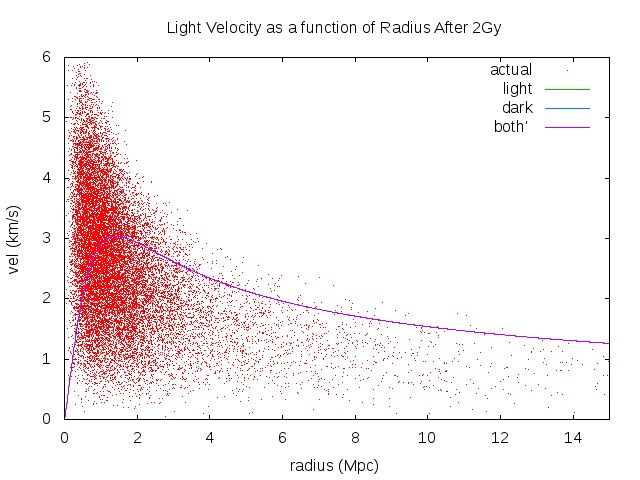 Light Velocity as a function of Radius After 2Gy
actual
light
dark
both'
vel (km/s)
6
5
4
3
2
1
0
0 2 4 6 8 10 12 14
radius (Mpc)